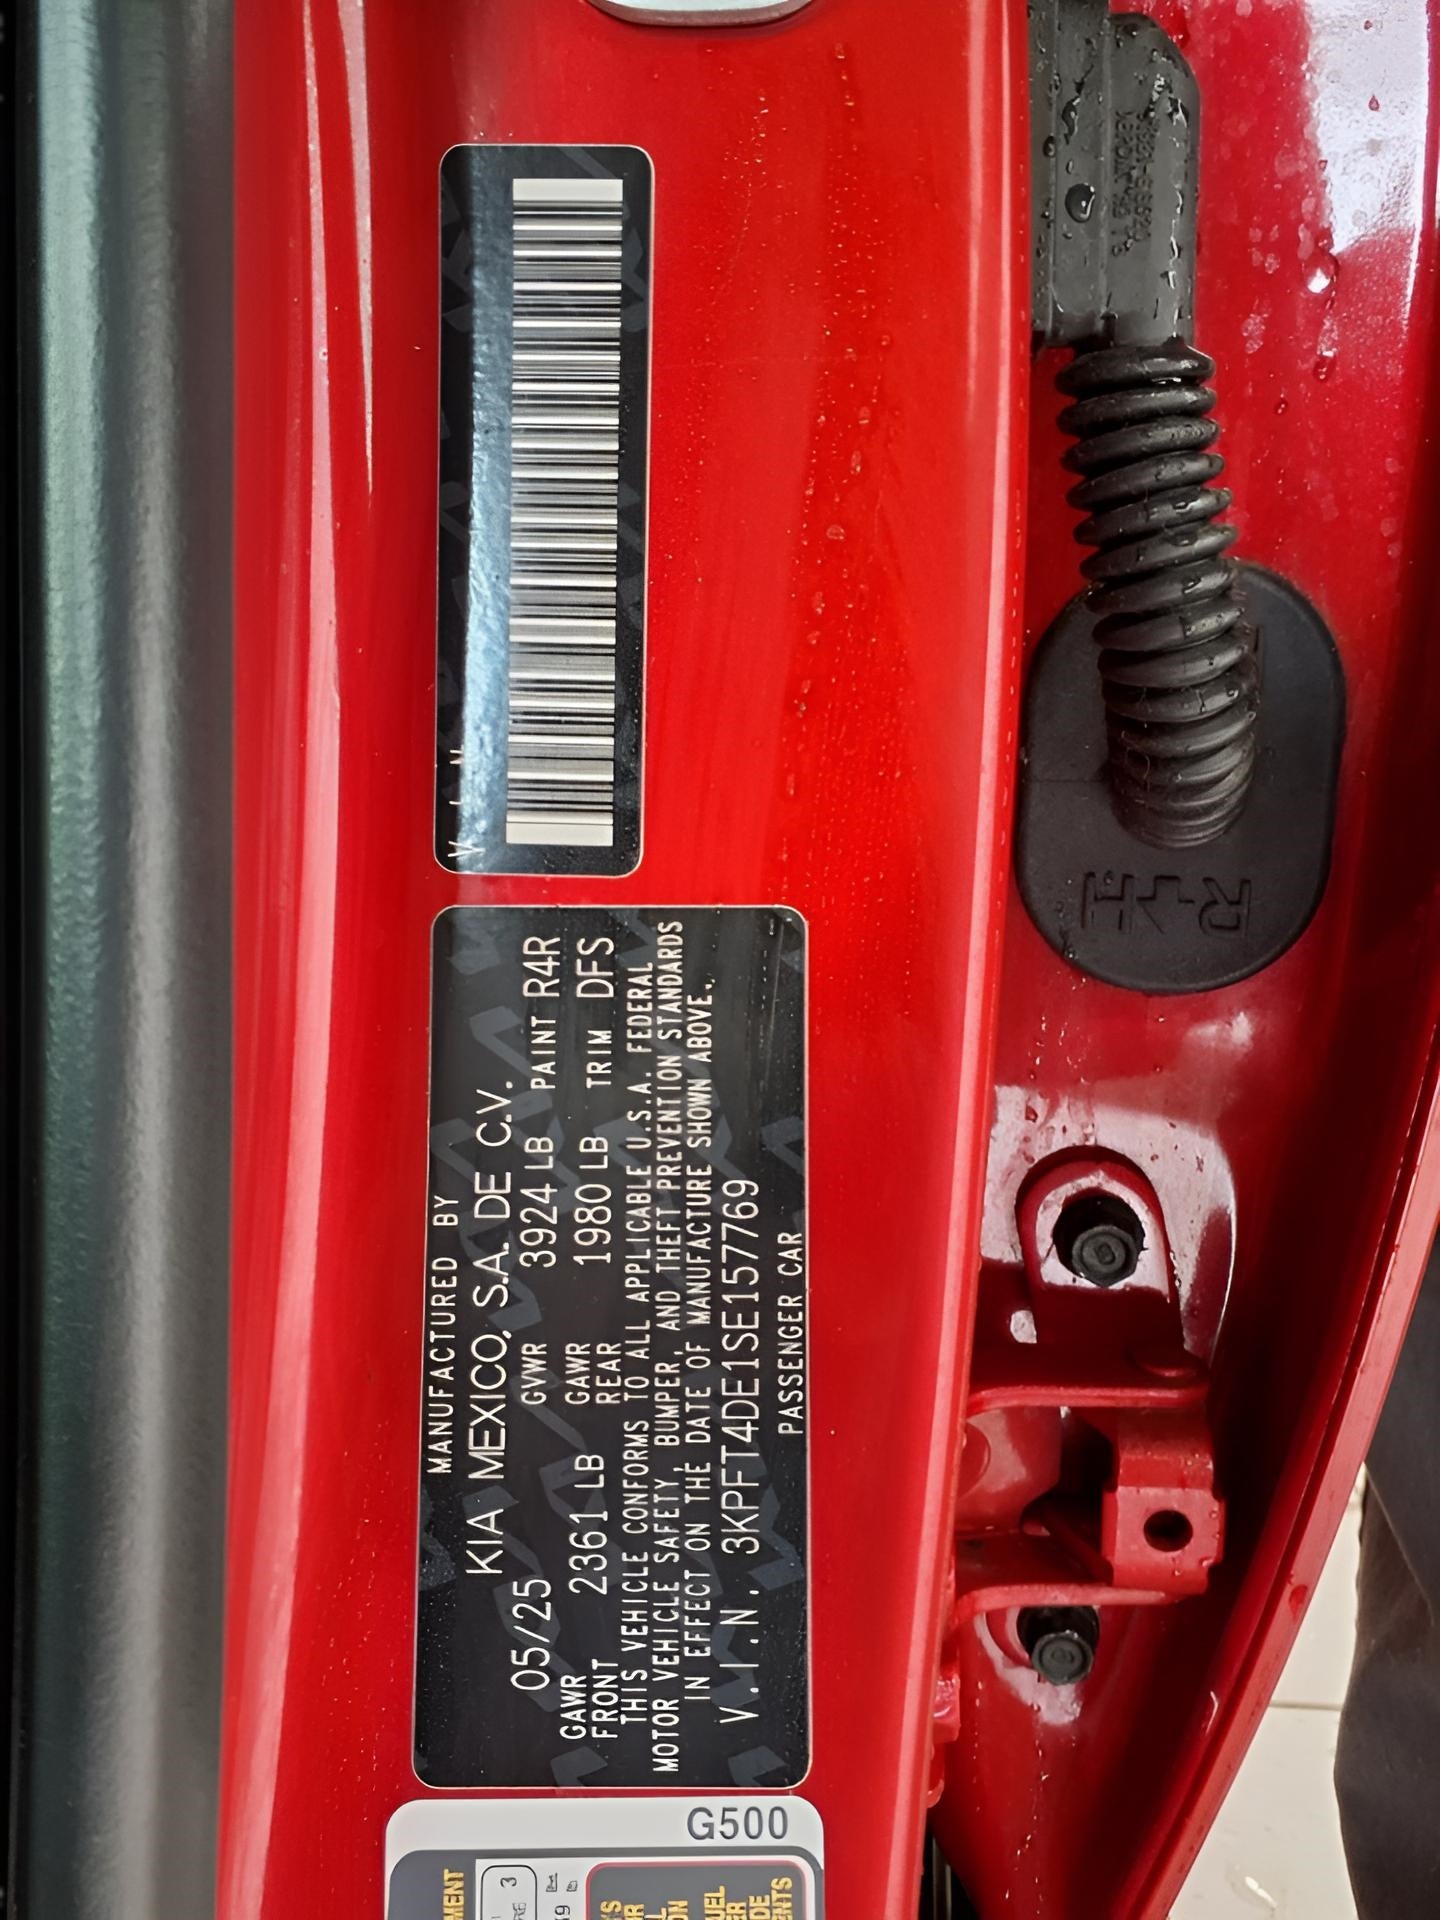 V I N
MANUFACTURED BY
KIA MEXICO, S.A. DE C.V.
05/25 GVWR 3924 LB PAINT R4R
GAWR FRONT 2361 LB GAWR REAR 1980 LB TRIM DFS
THIS VEHICLE CONFORMS TO ALL APPLICABLE U.S.A. FEDERAL
MOTOR VEHICLE SAFETY, BUMPER, AND THEFT PREVENTION STANDARDS
IN EFFECT ON THE DATE OF MANUFACTURE SHOWN ABOVE.
V.I.N. 3KPFT4DE1SE157769
PASSENGER CAR
G500
3
RH